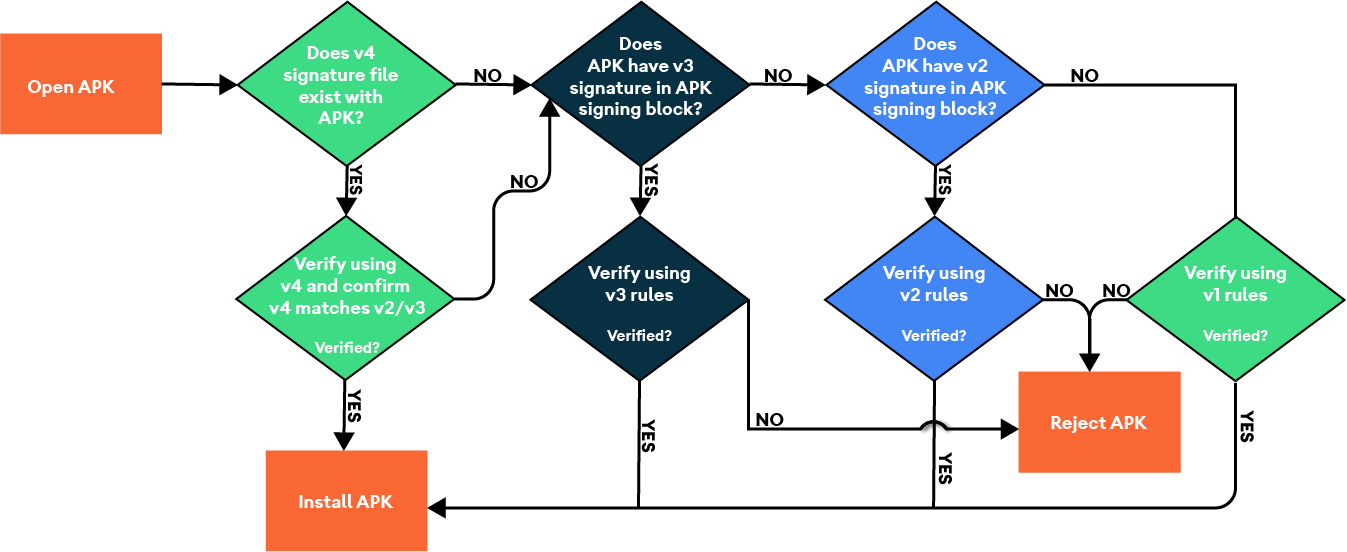 Open APK
Does v4
signature file
exist with
APK?
NO
Does
APK have v3
signature in APK
signing block?
NO
Does
APK have v2
signature in APK
signing block?
NO
YES
YES
YES
NO
Verify using
v4 and confirm
v4 matches v2/v3
Verified?
Verify using
v3 rules
Verified?
Verify using
v2 rules
Verified?
NO
NO
Verify using
v1 rules
Verified?
YES
YES
NO
YES
YES
Reject APK
Install APK